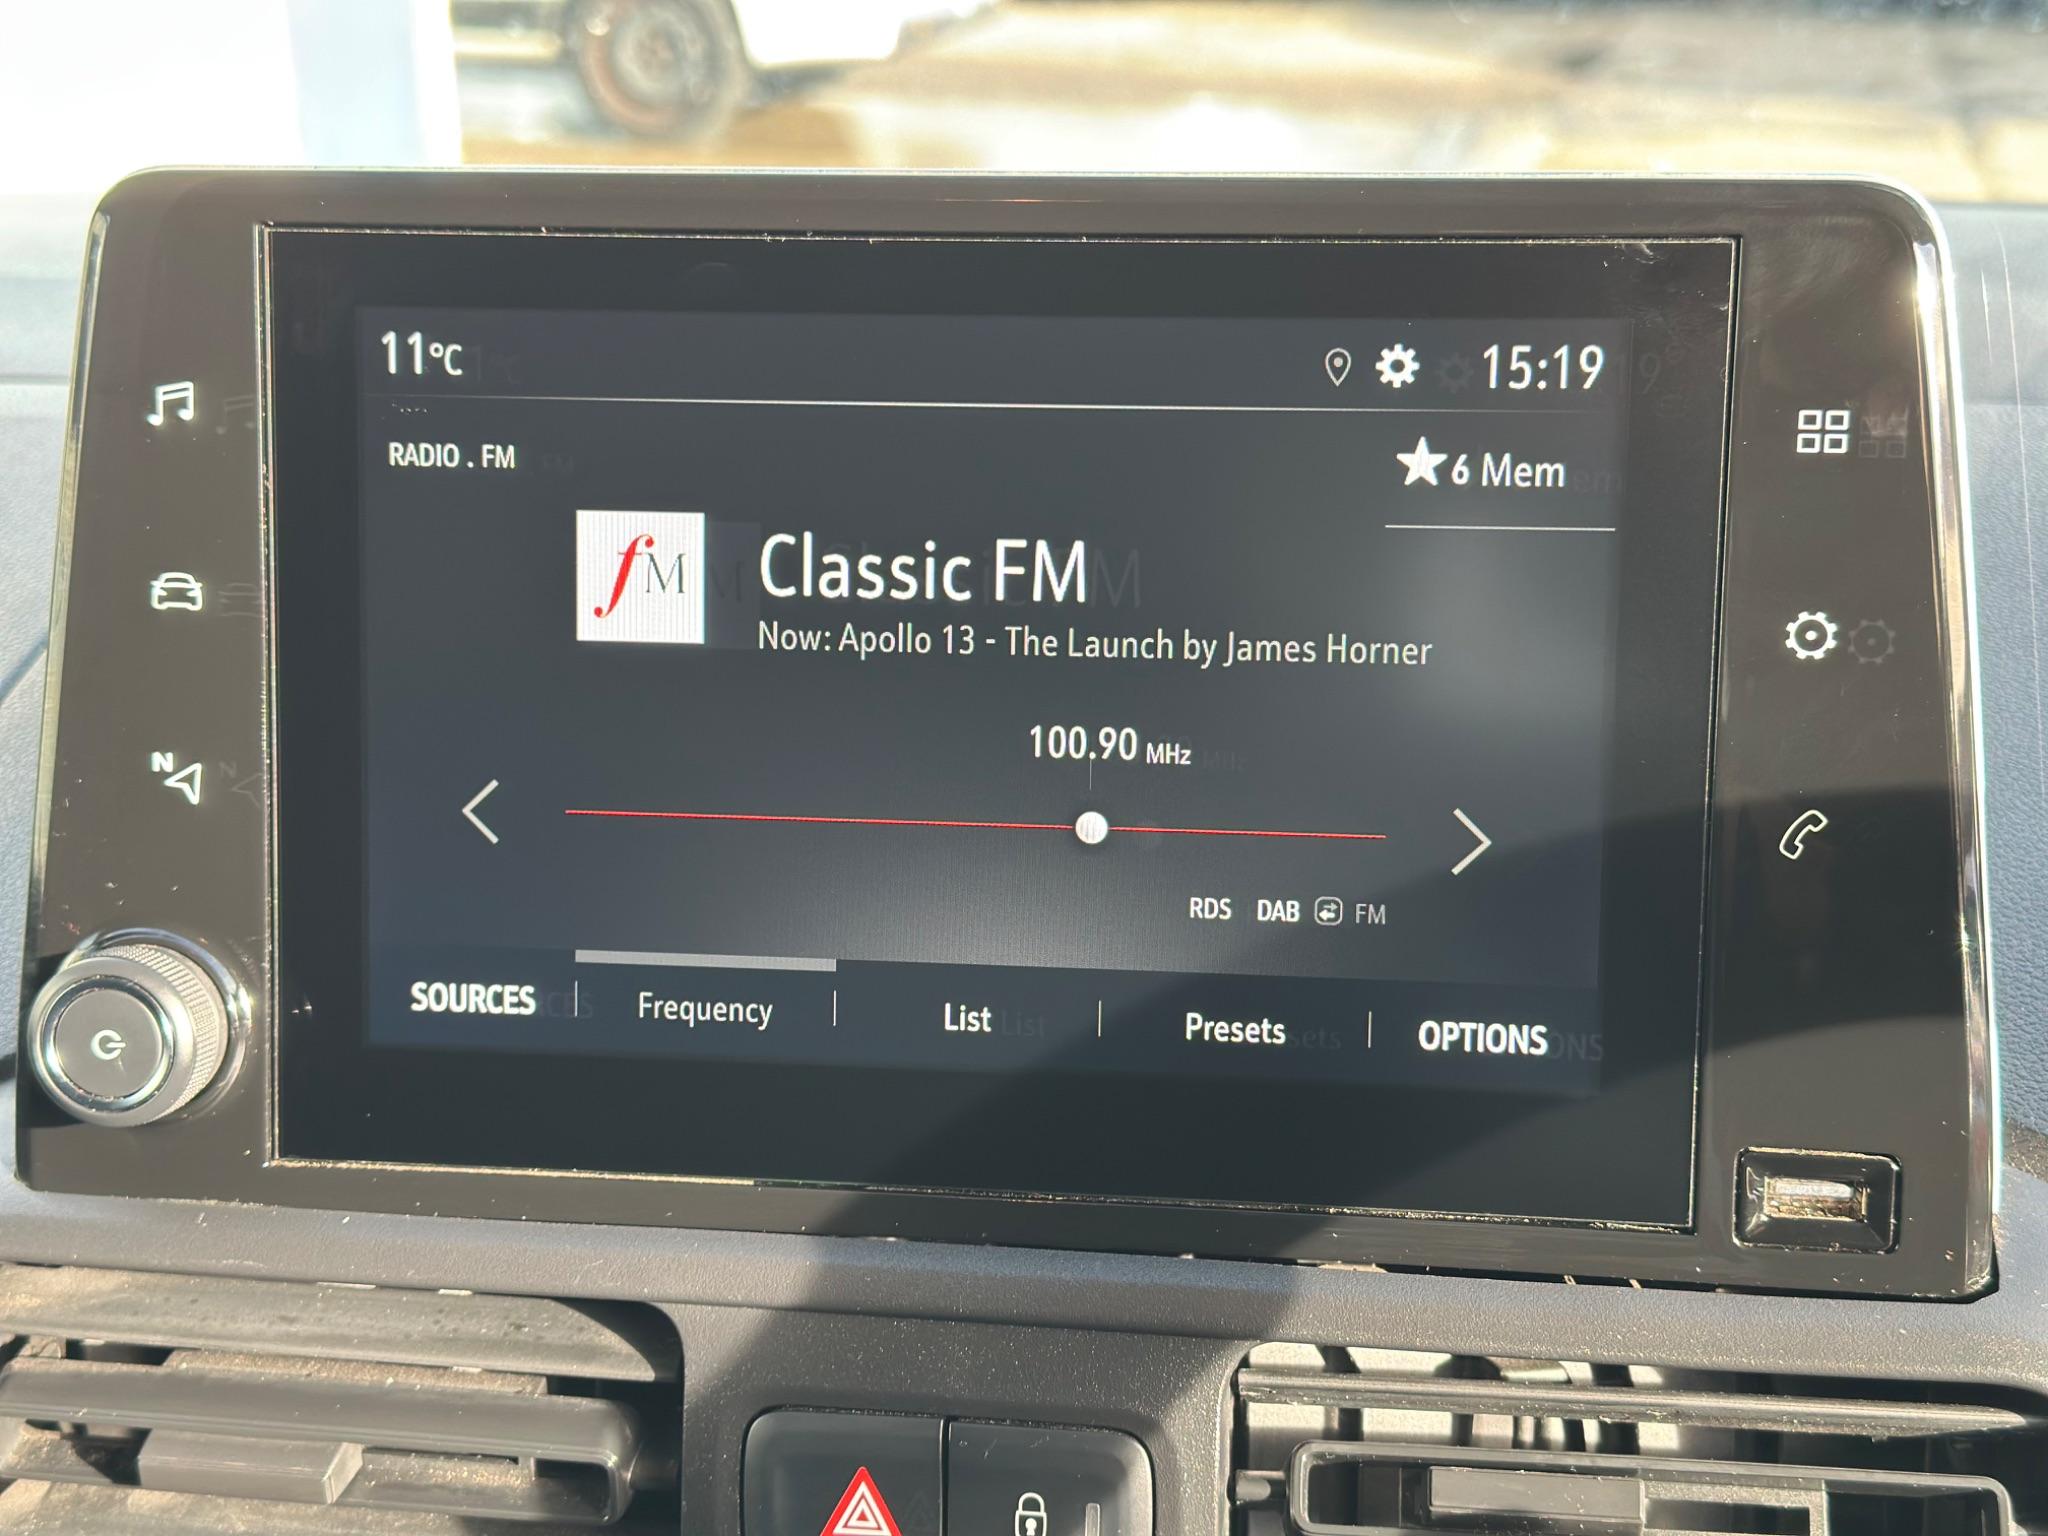 11°C
15:19
RADIO . FM
6 Mem
fM
Classic FM
Now: Apollo 13 - The Launch by James Horner
100.90 MHz
N
RDS DAB FM
SOURCES Frequency List Presets OPTIONS